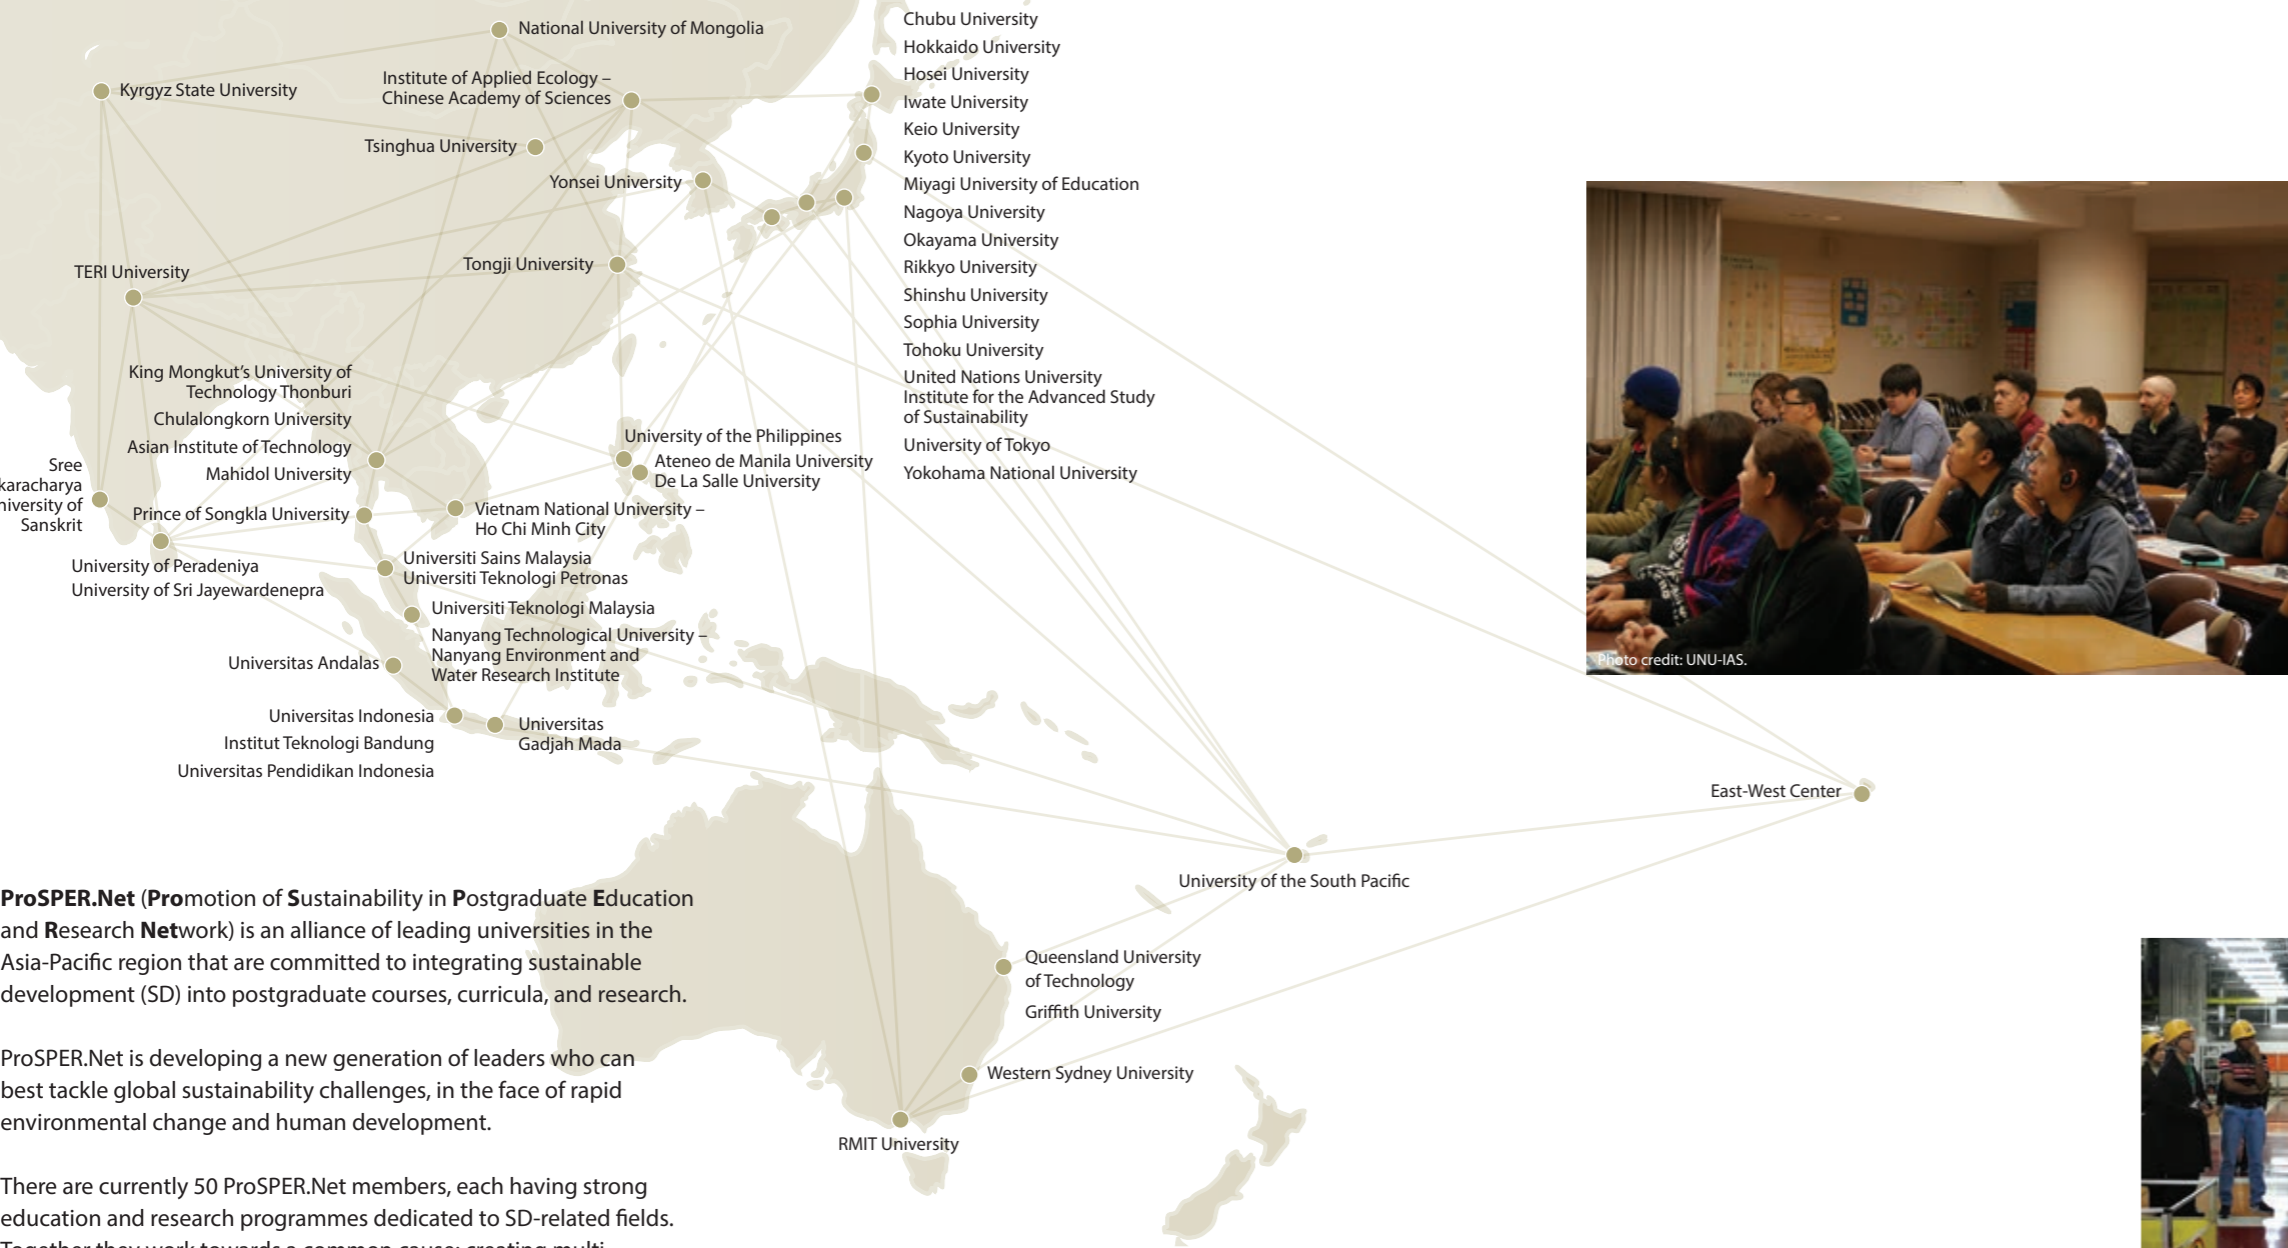 National University of Mongolia
Kyrgyz State University
Institute of Applied Ecology –
Chinese Academy of Sciences
Tsinghua University
Yonsei University
Tongji University
TERI University
King Mongkut’s University of
Technology Thonburi
Chulalongkorn University
Asian Institute of Technology
Mahidol University
Sree
of
Sanskrit
Prince of Songkla University
University of Peradeniya
University of Sri Jayewardenepra
University of the Philippines
Ateneo de Manila University
De La Salle University
Vietnam National University –
Ho Chi Minh City
Universiti Sains Malaysia
Universiti Teknologi Petronas
Universiti Teknologi Malaysia
Nanyang Technological University –
Nanyang Environment and
Water Research Institute
Universitas Andalas
Universitas Indonesia
Institut Teknologi Bandung
Universitas Pendidikan Indonesia
Universitas
Gadjah Mada
Chubu University
Hokkaido University
Hosei University
Iwate University
Keio University
Kyoto University
Miyagi University of Education
Nagoya University
Okayama University
Rikkyo University
Shinshu University
Sophia University
Tohoku University
United Nations University
Institute for the Advanced Study
of Sustainability
University of Tokyo
Yokohama National University
Photo credit: UNU-IAS.
East-West Center
University of the South Pacific
Queensland University
of Technology
Griffith University
Western Sydney University
RMIT University
ProSPER.Net (Promotion of Sustainability in Postgraduate Education
and Research Network) is an alliance of leading universities in the
Asia-Pacific region that are committed to integrating sustainable
development (SD) into postgraduate courses, curricula, and research.
ProSPER.Net is developing a new generation of leaders who can
best tackle global sustainability challenges, in the face of rapid
environmental change and human development.
There are currently 50 ProSPER.Net members, each having strong
education and research programmes dedicated to SD-related fields.
Together they work towards a common cause: creating multi-